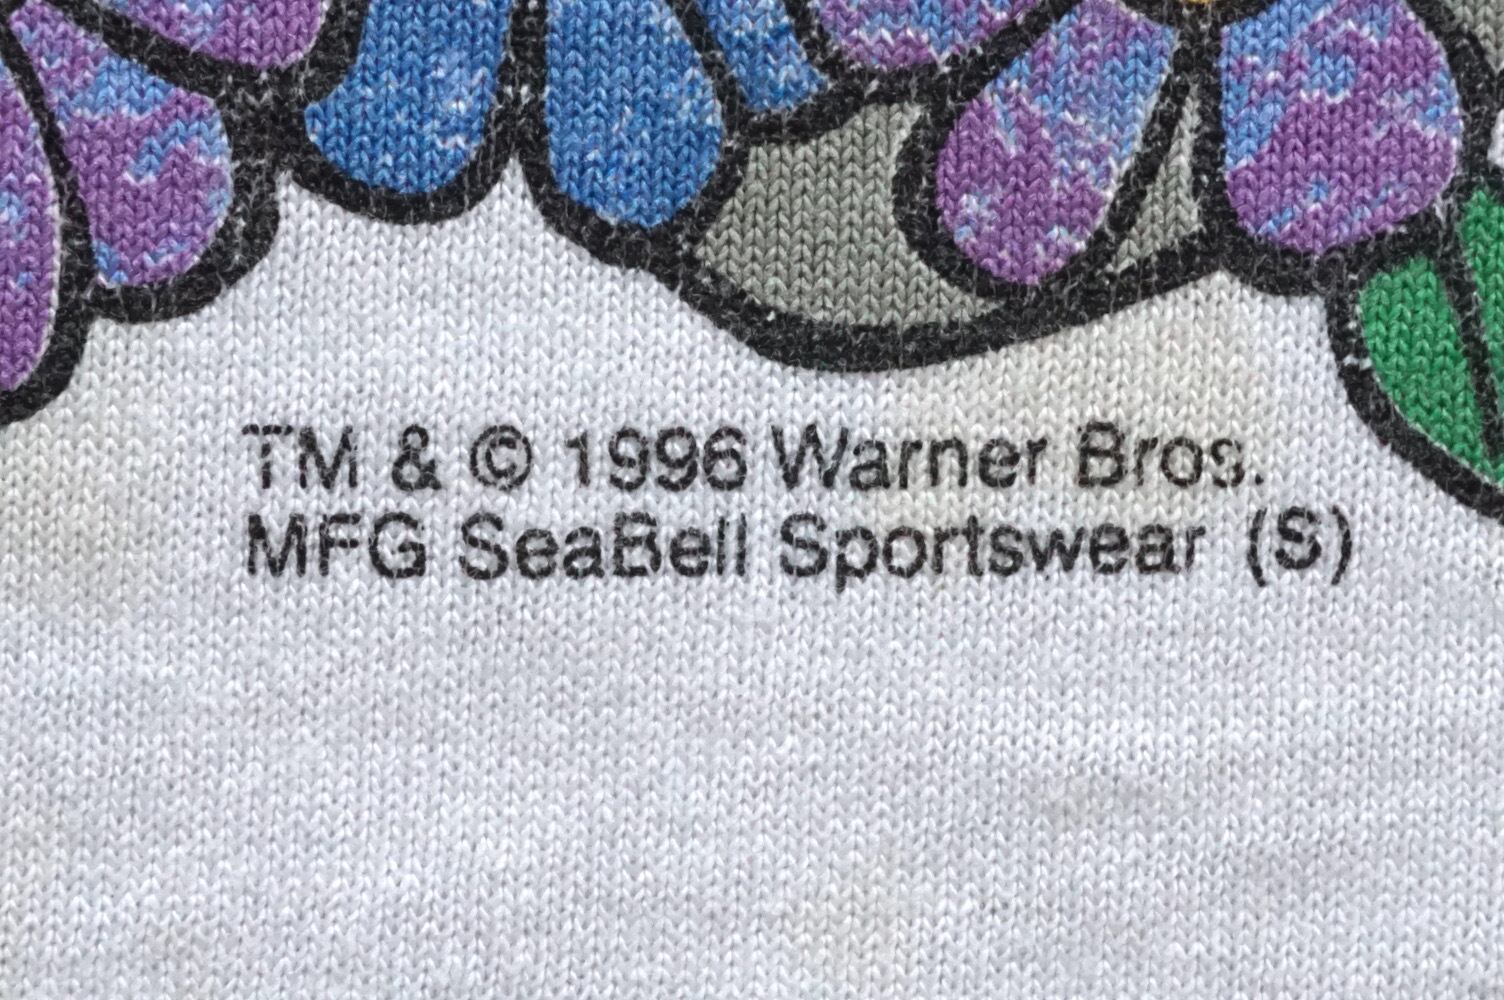 TM & © 1996 Warner Bros.
MFG SeaBell Sportswear (S)